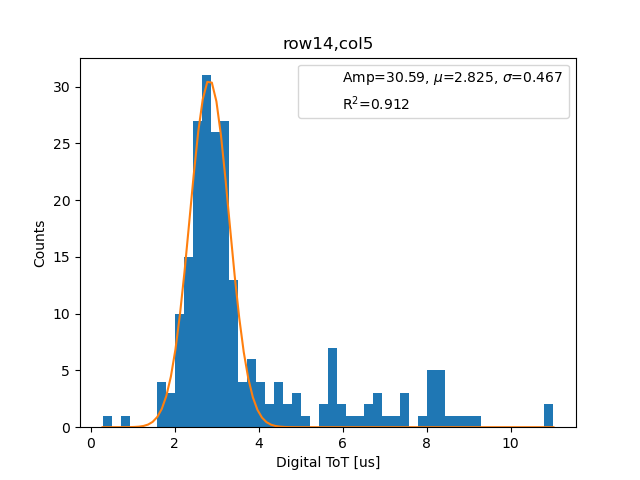 row14,col5
Amp=30.59, μ=2.825, σ=0.467
R²=0.912
Counts
30
25
20
15
10
5
0
0 2 4 6 8 10
Digital ToT [us]